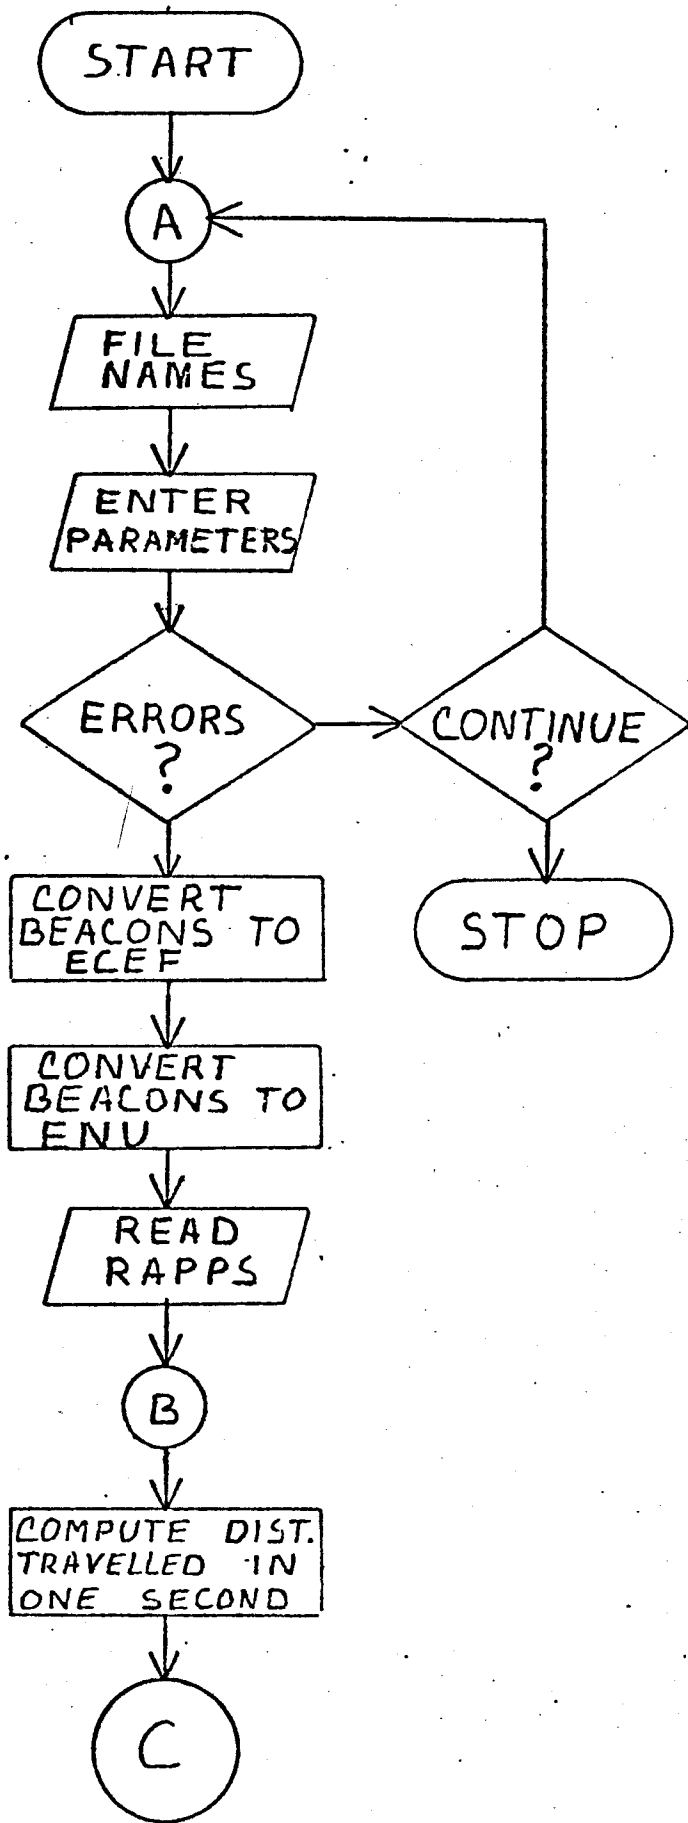 START
A
FILE
NAMES
ENTER
PARAMETERS
ERRORS
?
CONTINUE
?
STOP
CONVERT
BEACONS TO
ECEF
CONVERT
BEACONS TO
ENU
READ
RAPPS
B
COMPUTE DIST.
TRAVELLED IN
ONE SECOND
C